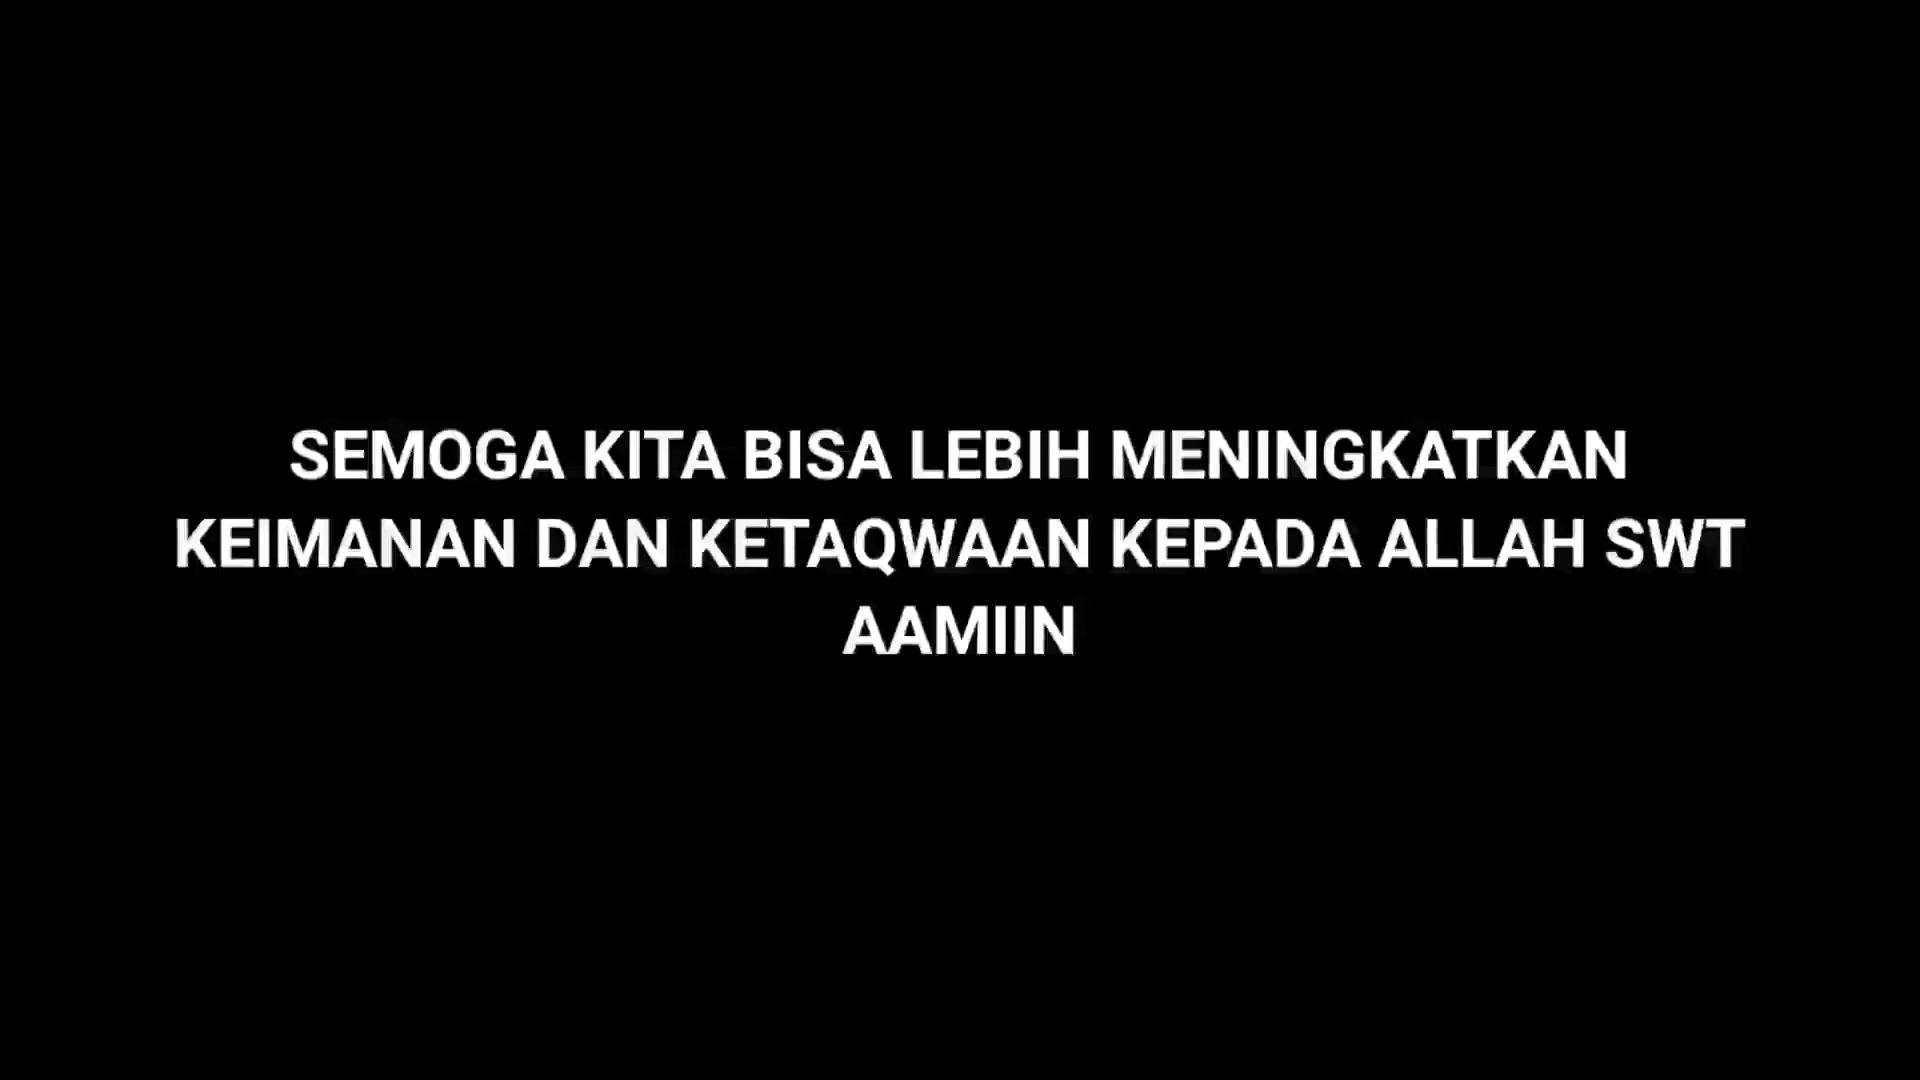 SEMOGA KITA BISA LEBIH MENINGKATKAN
KEIMANAN DAN KETAQWAAN KEPADA ALLAH SWT
AAMIIN